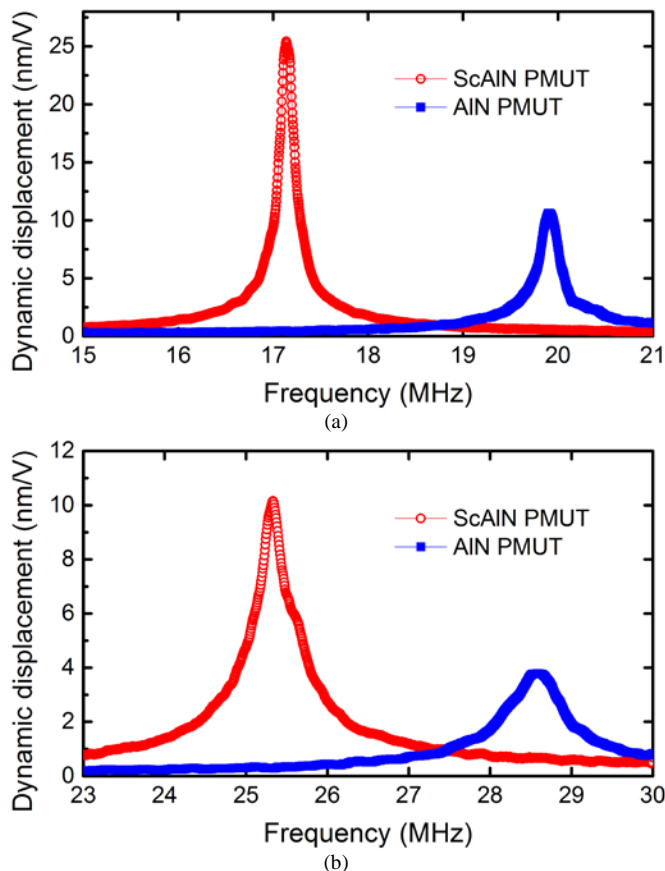 Dynamic displacement (nm/V)
25
20
15
10
5
0
ScAlN PMUT
AlN PMUT
15 16 17 18 19 20 21
Frequency (MHz)
(a)
Dynamic displacement (nm/V)
12
10
8
6
4
2
0
ScAlN PMUT
AlN PMUT
23 24 25 26 27 28 29 30
Frequency (MHz)
(b)